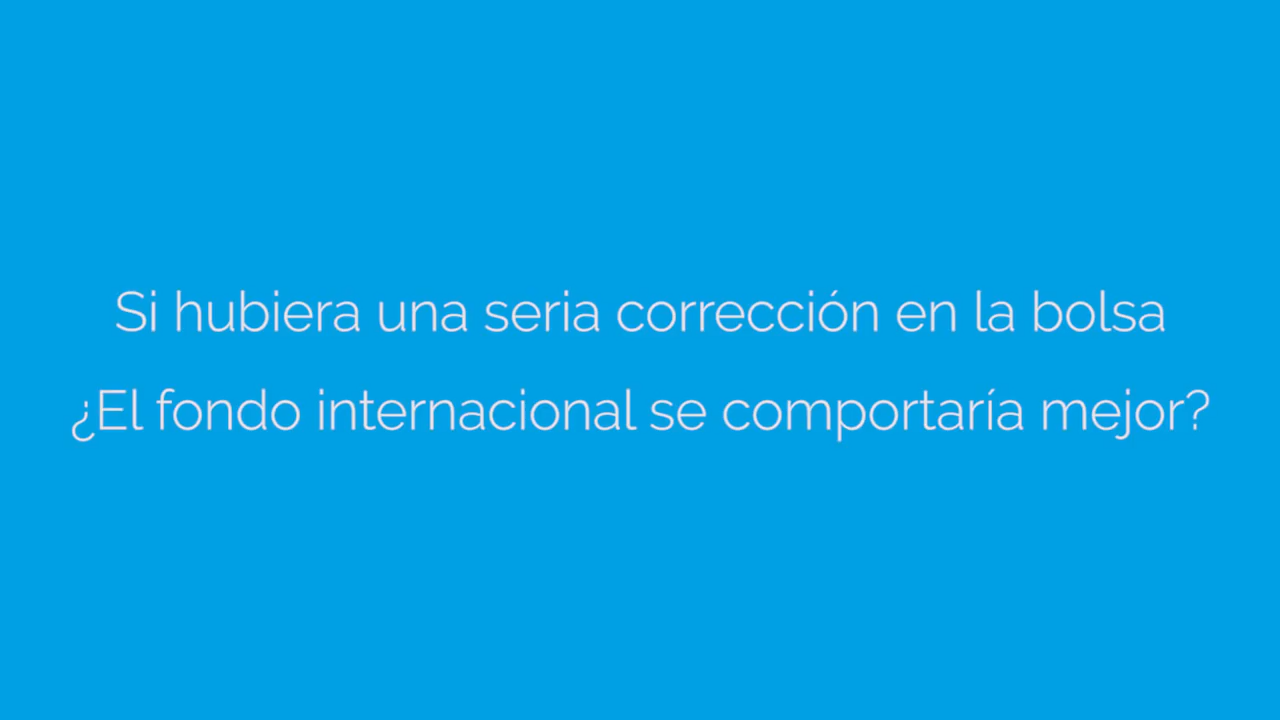 Si hubiera una seria corrección en la bolsa
¿El fondo internacional se comportaría mejor?